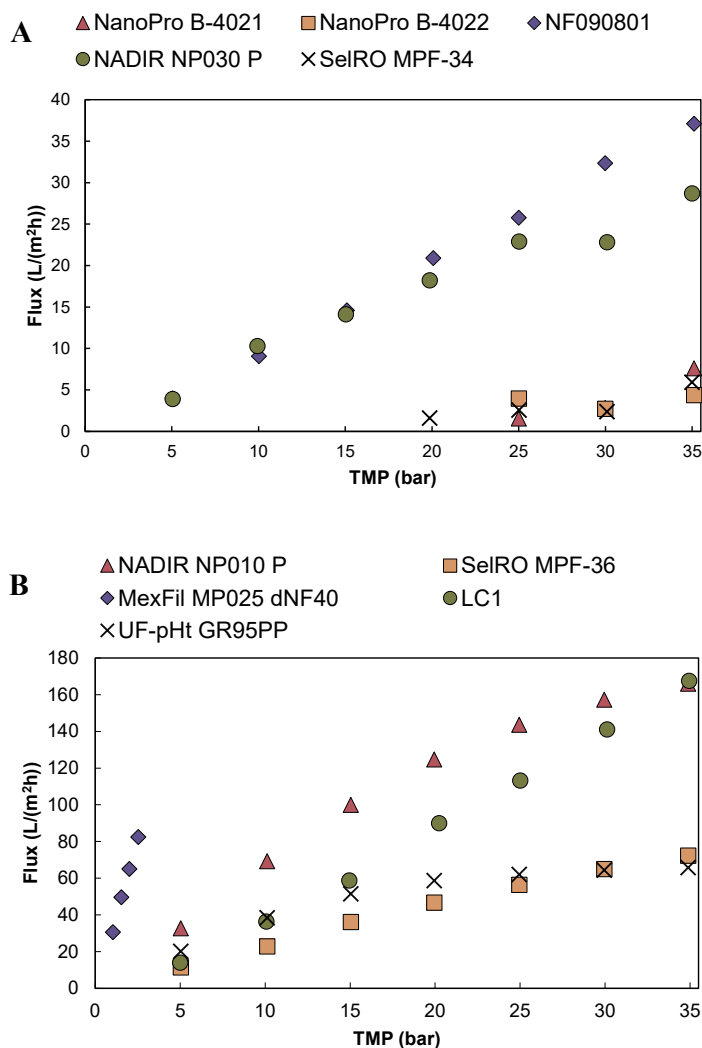 A
NanoPro B-4021 NanoPro B-4022 NF090801
NADIR NP030 P SelRO MPF-34
40
35
30
25
20
15
10
5
0
Flux (L/(m²h))
0 5 10 15 20 25 30 35
TMP (bar)
B
NADIR NP010 P SelRO MPF-36
MexFil MP025 dNF40 LC1
UF-pHt GR95PP
180
160
140
120
100
80
60
40
20
0
Flux (L/(m²h))
0 5 10 15 20 25 30 35
TMP (bar)